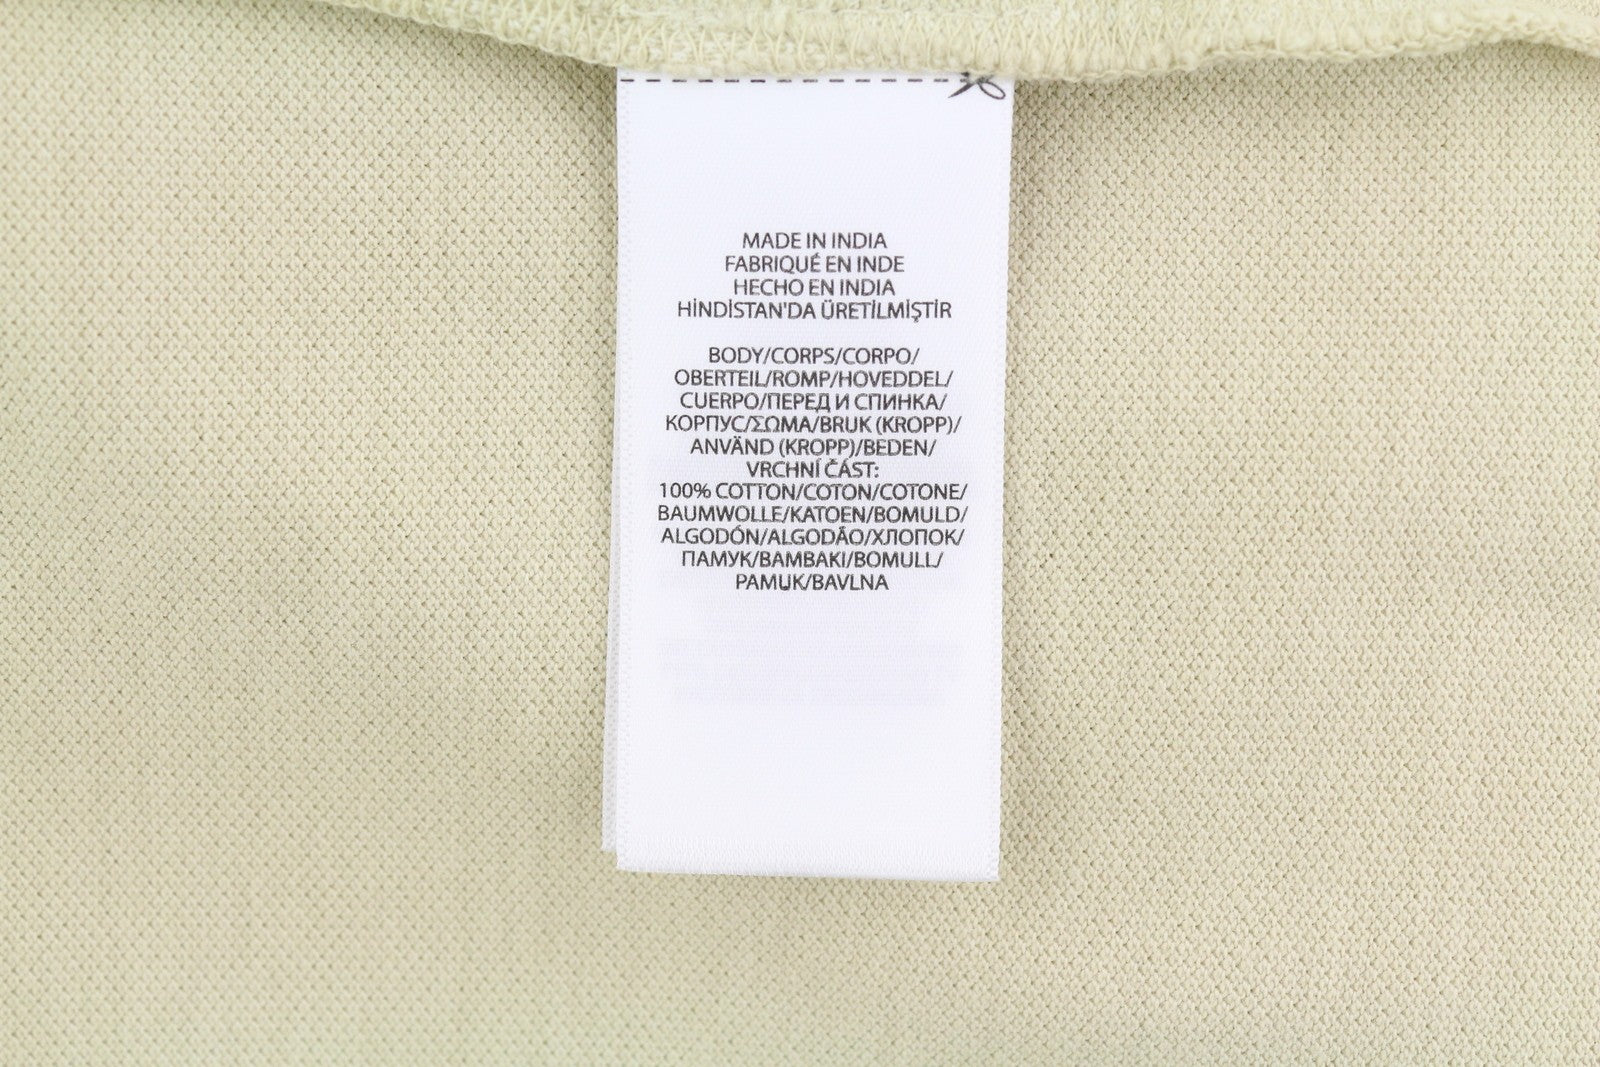 MADE IN INDIA
FABRIQUÉ EN INDE
HECHO EN INDIA
HİNDİSTAN'DA ÜRETİLMİŞTİR
BODY/CORPS/CORPO/
OBERTEIL/ROMP/HOVEDDEL/
CUERPO/ПЕРЕД И СПИНКА/
КОРПУС/ΣΩΜΑ/BRUK (KROPP)/
ANVÄND (KROPP)/BEDEN/
VRCHNÍ ČÁST:
100% COTTON/COTON/COTONE/
BAUMWOLLE/KATOEN/BOMULD/
ALGODÓN/ALGODÃO/ХЛОПОК/
ПАМУК/BAMBAKI/BOMULL/
PAMUK/BAVLNA